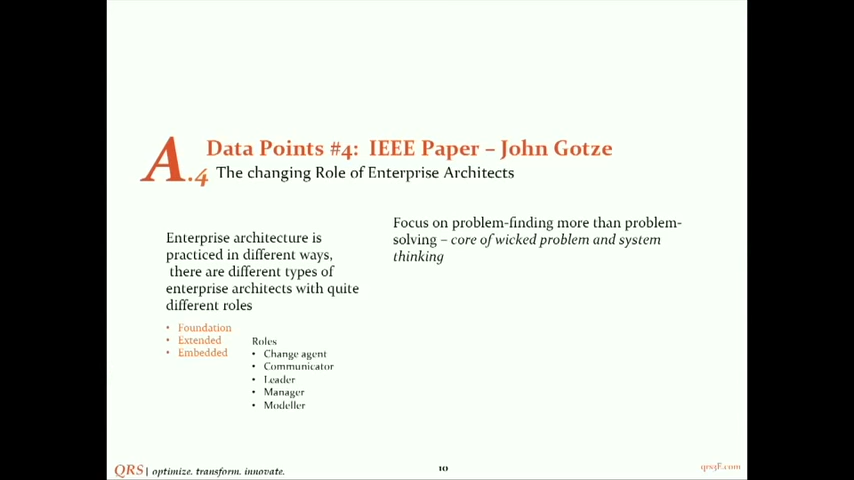 A.4
Data Points #4: IEEE Paper – John Gotze
The changing Role of Enterprise Architects
Enterprise architecture is
practiced in different ways,
there are different types of
enterprise architects with quite
different roles
• Foundation
• Extended
• Embedded
Roles
• Change agent
• Communicator
• Leader
• Manager
• Modeller
Focus on problem-finding more than problem-
solving – core of wicked problem and system
thinking
QRS | optimize. transform. innovate.
10